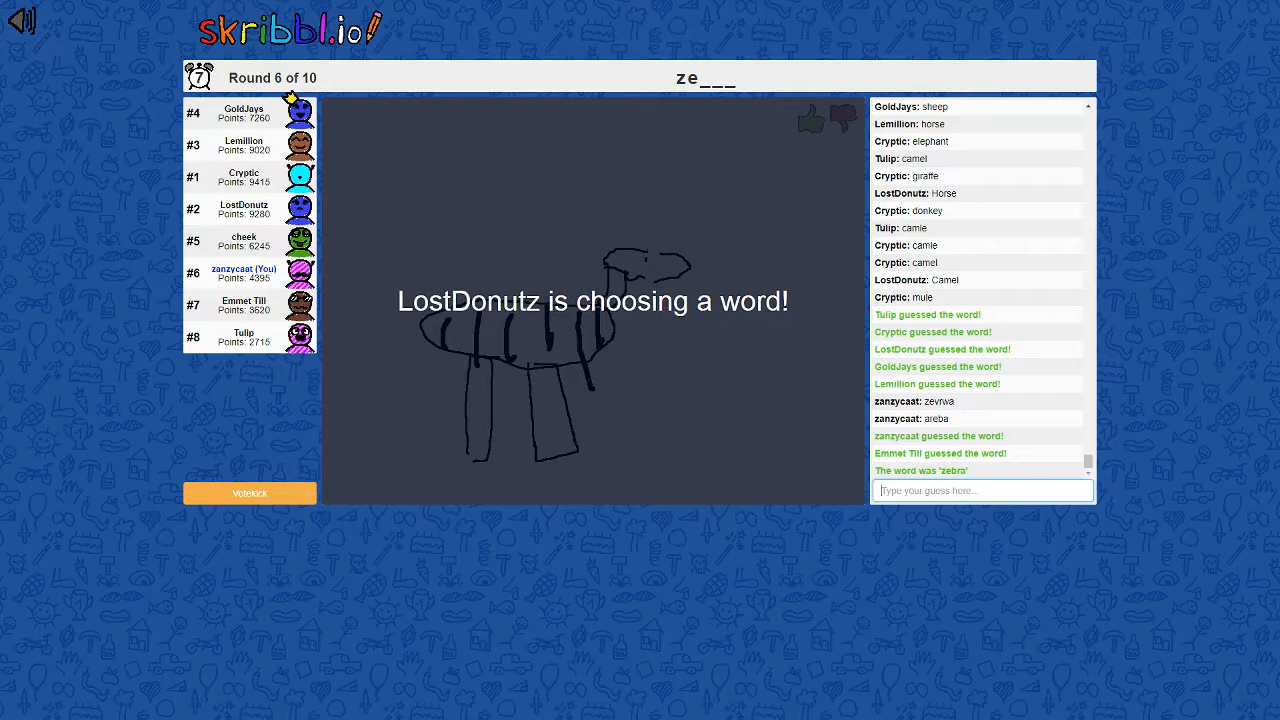 skribbl.io
7
Round 6 of 10
ze___
#4
GoldJays
Points: 7260
#3
Lemillion
Points: 9020
#1
Cryptic
Points: 9415
#2
LostDonutz
Points: 9280
#5
cheek
Points: 6245
#6
zanzycaat (You)
Points: 4395
#7
Emmet Till
Points: 3620
#8
Tulip
Points: 2715
Votekick
LostDonutz is choosing a word!
GoldJays: sheep
Lemillion: horse
Cryptic: elephant
Tulip: camel
Cryptic: giraffe
LostDonutz: Horse
Cryptic: donkey
Tulip: camle
Cryptic: camle
Cryptic: camel
LostDonutz: Camel
Cryptic: mule
Tulip guessed the word!
Cryptic guessed the word!
LostDonutz guessed the word!
GoldJays guessed the word!
Lemillion guessed the word!
zanzycaat: zevrwa
zanzycaat: areba
zanzycaat guessed the word!
Emmet Till guessed the word!
The word was 'zebra'
Type your guess here...